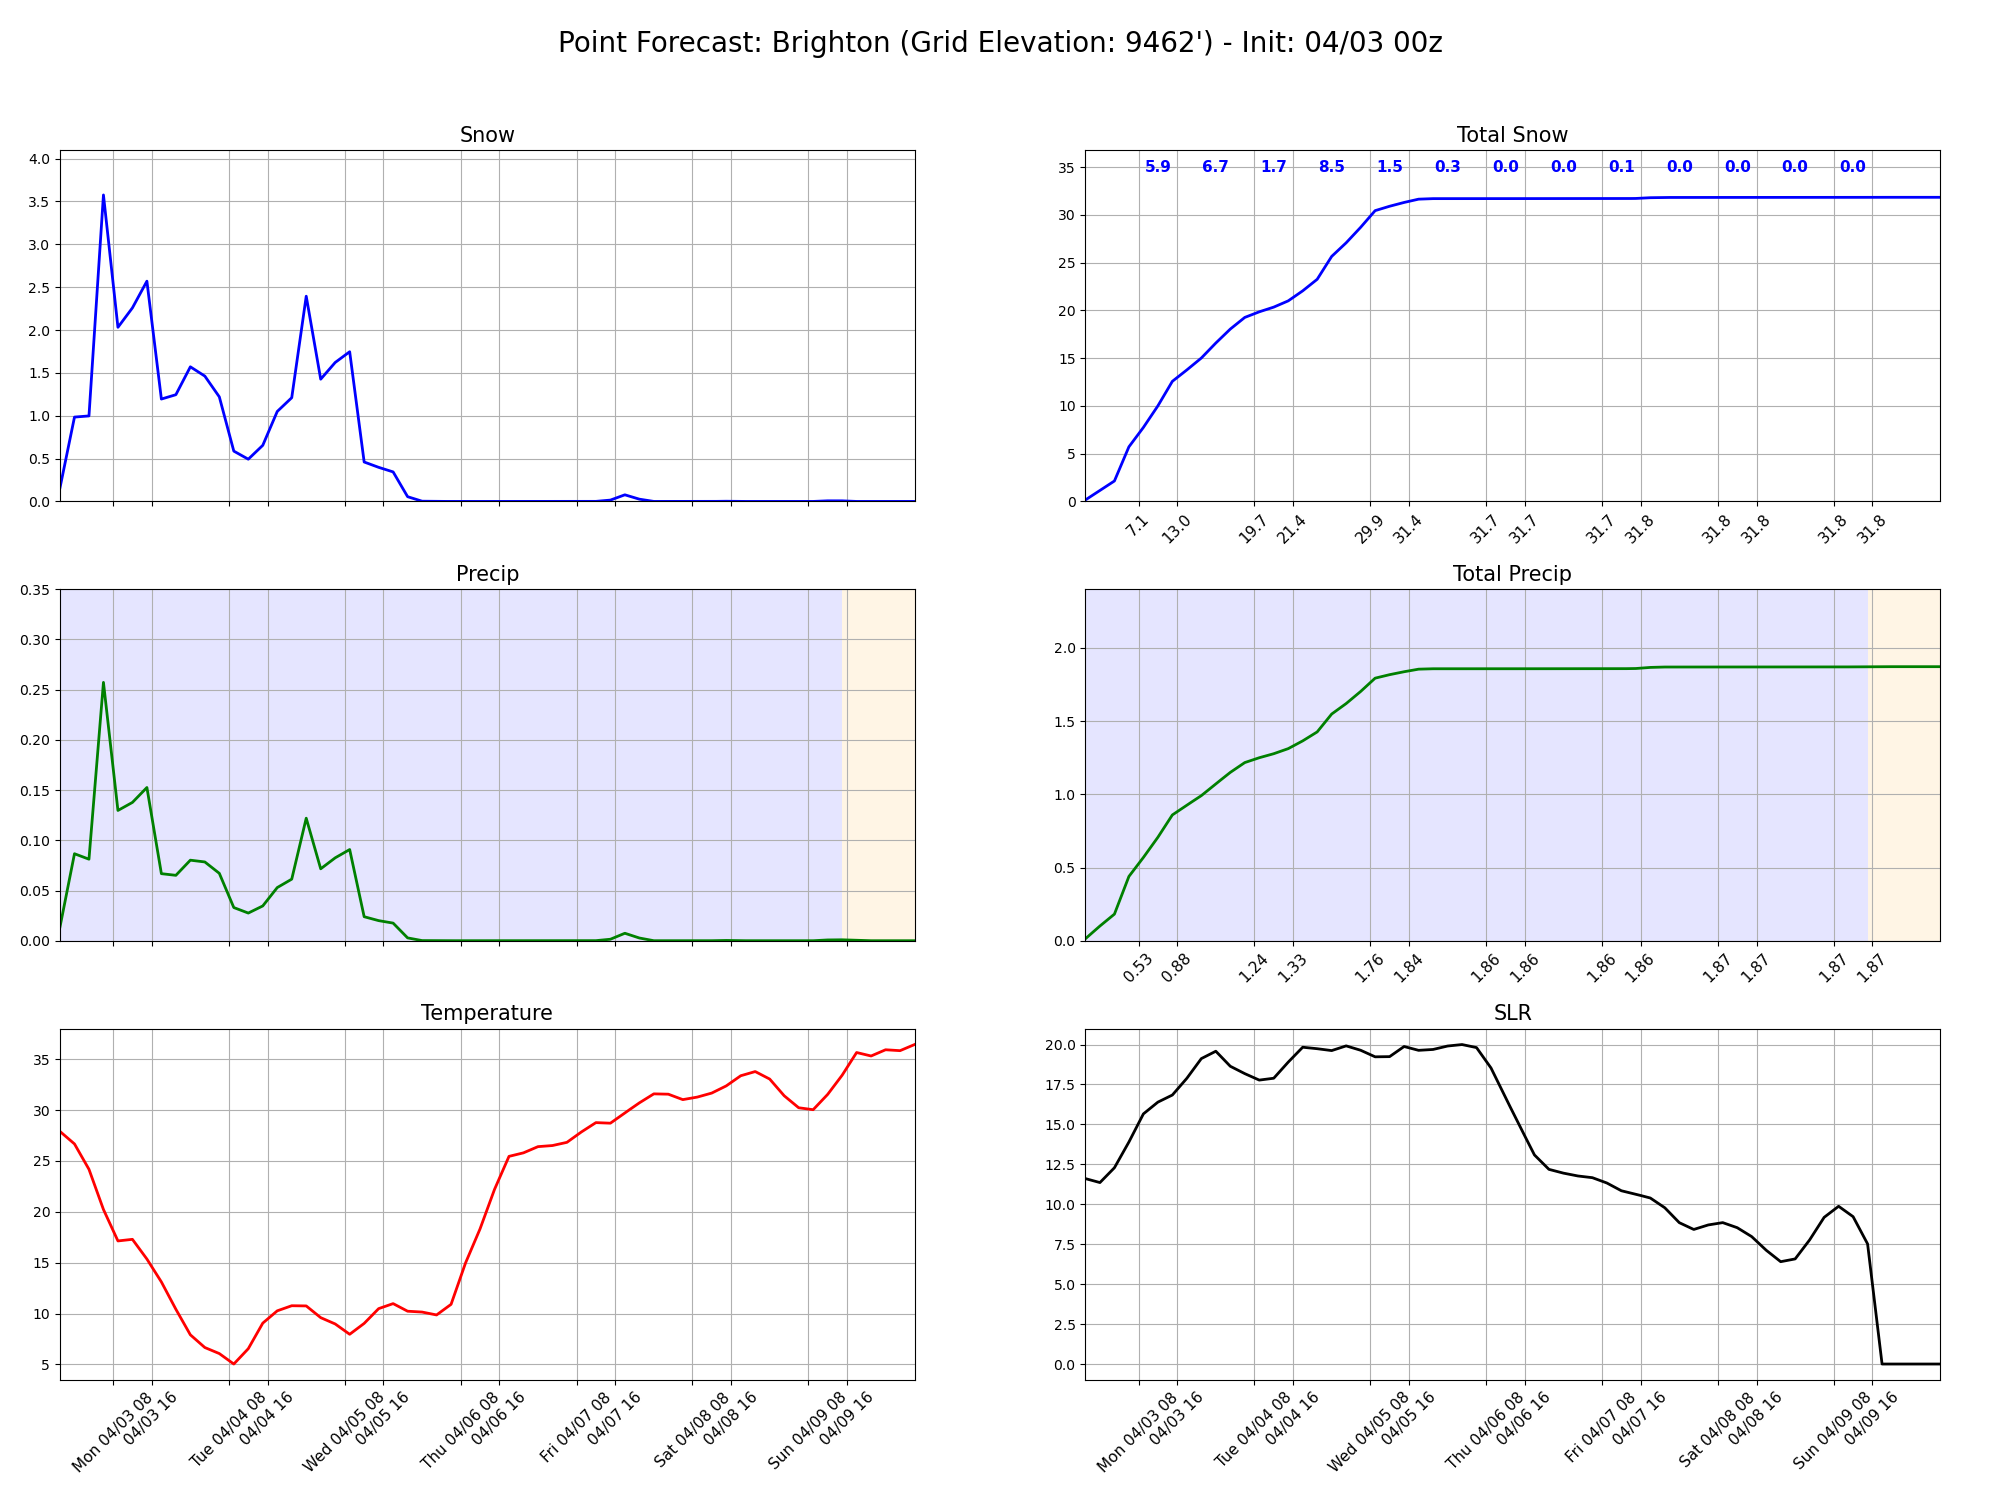 Point Forecast: Brighton (Grid Elevation: 9462') - Init: 04/03 00z
Snow
4.0
3.5
3.0
2.5
2.0
1.5
1.0
0.5
0.0
Total Snow
5.9 6.7 1.7 8.5 1.5 0.3 0.0 0.0 0.1 0.0 0.0 0.0 0.0
35
30
25
20
15
10
5
0
7.1 13.0 19.7 21.4 29.9 31.4 31.7 31.7 31.7 31.8 31.8 31.8 31.8 31.8
Precip
0.35
0.30
0.25
0.20
0.15
0.10
0.05
0.00
Total Precip
2.0
1.5
1.0
0.5
0.0
0.53 0.88 1.24 1.33 1.76 1.84 1.86 1.86 1.86 1.86 1.87 1.87 1.87 1.87
Temperature
35
30
25
20
15
10
5
Mon 04/03 08
04/03 16
Tue 04/04 08
04/04 16
Wed 04/05 08
04/05 16
Thu 04/06 08
04/06 16
Fri 04/07 08
04/07 16
Sat 04/08 08
04/08 16
Sun 04/09 08
04/09 16
SLR
20.0
17.5
15.0
12.5
10.0
7.5
5.0
2.5
0.0
Mon 04/03 08
04/03 16
Tue 04/04 08
04/04 16
Wed 04/05 08
04/05 16
Thu 04/06 08
04/06 16
Fri 04/07 08
04/07 16
Sat 04/08 08
04/08 16
Sun 04/09 08
04/09 16